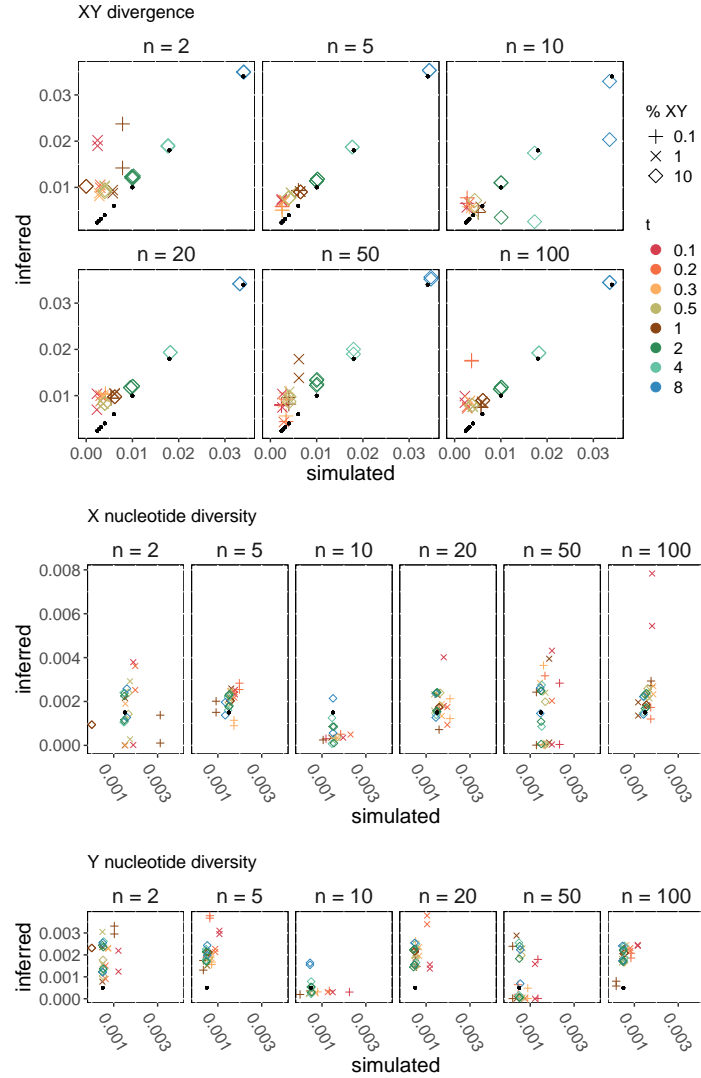 XY divergence
n = 2
n = 5
n = 10
0.03
0.02
0.01
n = 20
n = 50
n = 100
0.03
0.02
0.01
0.00
0.01
0.02
0.03
0.00
0.01
0.02
0.03
0.00
0.01
0.02
0.03
inferred
simulated
% XY
0.1
1
10
t
0.1
0.2
0.3
0.5
1
2
4
8
X nucleotide diversity
n = 2
n = 5
n = 10
n = 20
n = 50
n = 100
0.008
0.006
0.004
0.002
0.000
inferred
0.001
0.003
0.001
0.003
0.001
0.003
0.001
0.003
0.001
0.003
0.001
0.003
simulated
Y nucleotide diversity
n = 2
n = 5
n = 10
n = 20
n = 50
n = 100
0.003
0.002
0.001
0.000
inferred
0.001
0.003
0.001
0.003
0.001
0.003
0.001
0.003
0.001
0.003
0.001
0.003
simulated